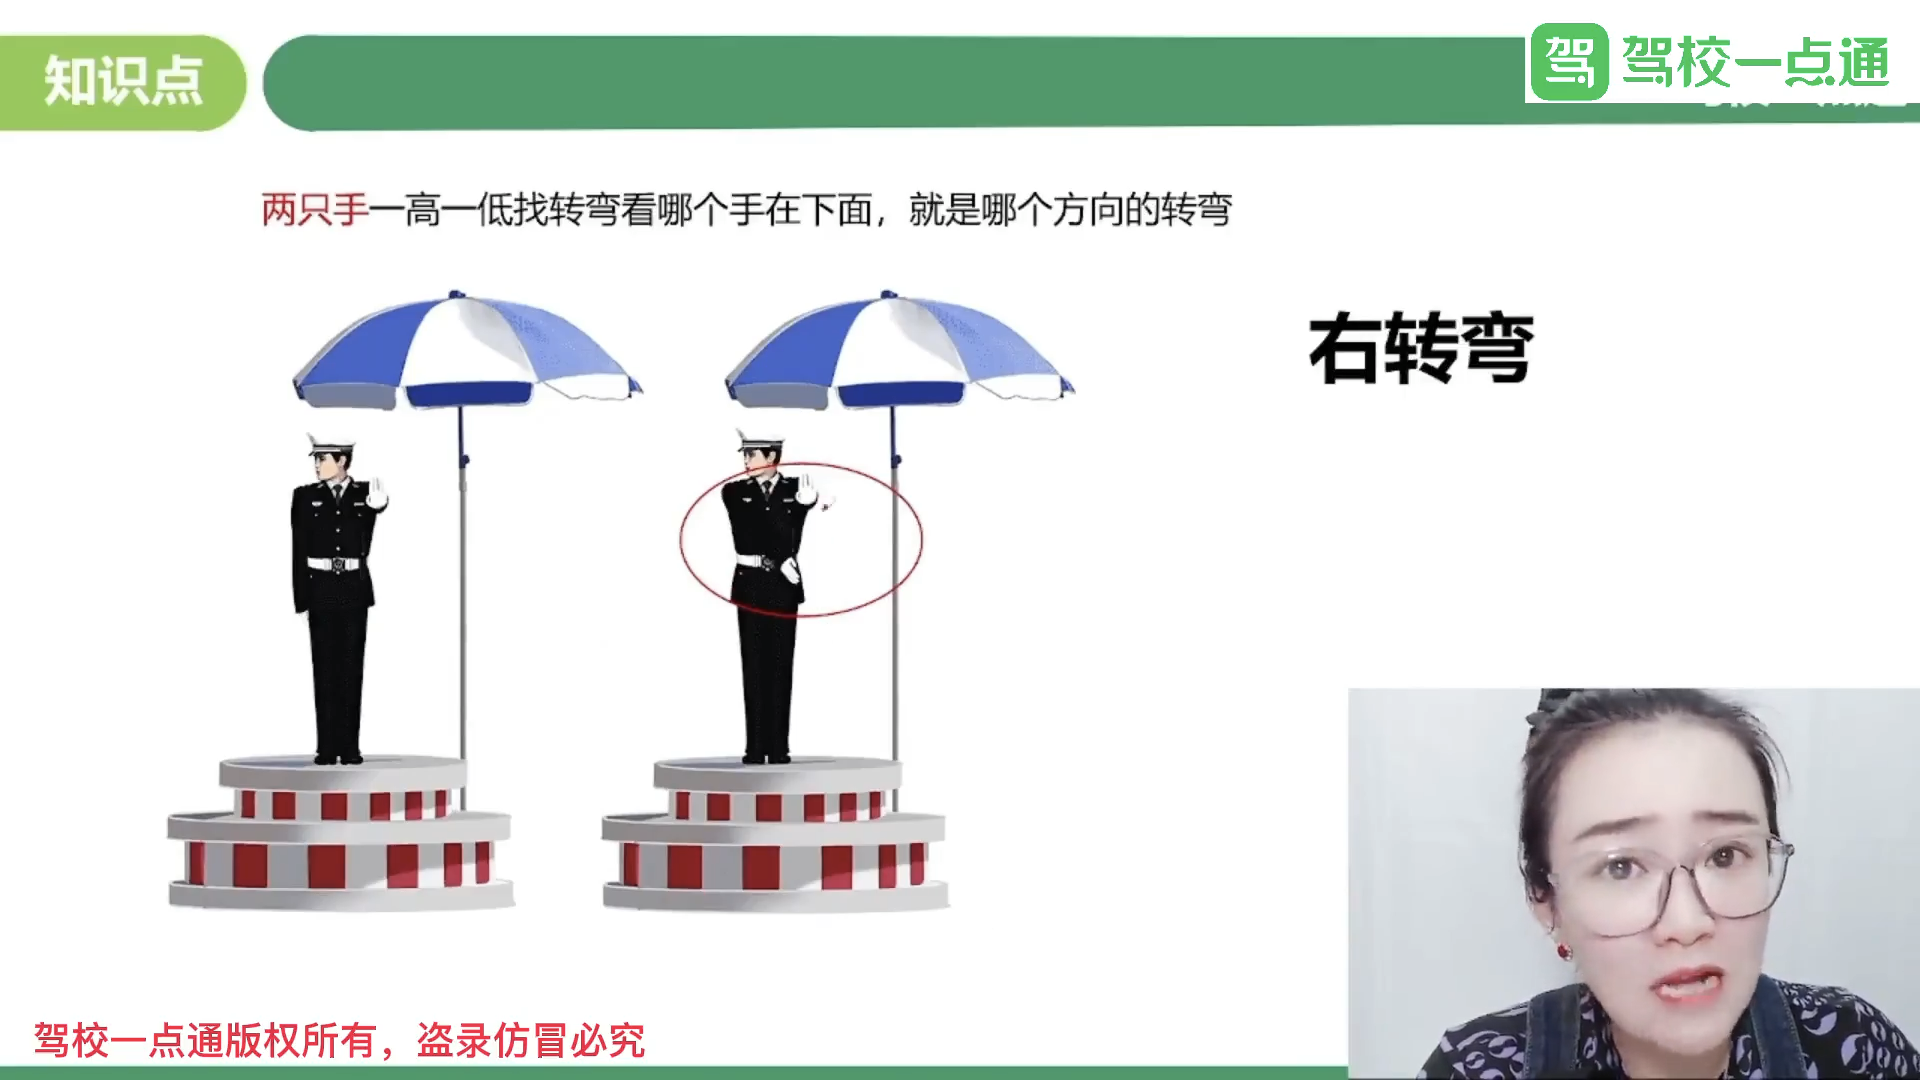 知识点
驾 驾校一点通
两只手一高一低找转弯看哪个手在下面，就是哪个方向的转弯
右转弯
驾校一点通版权所有，盗录仿冒必究